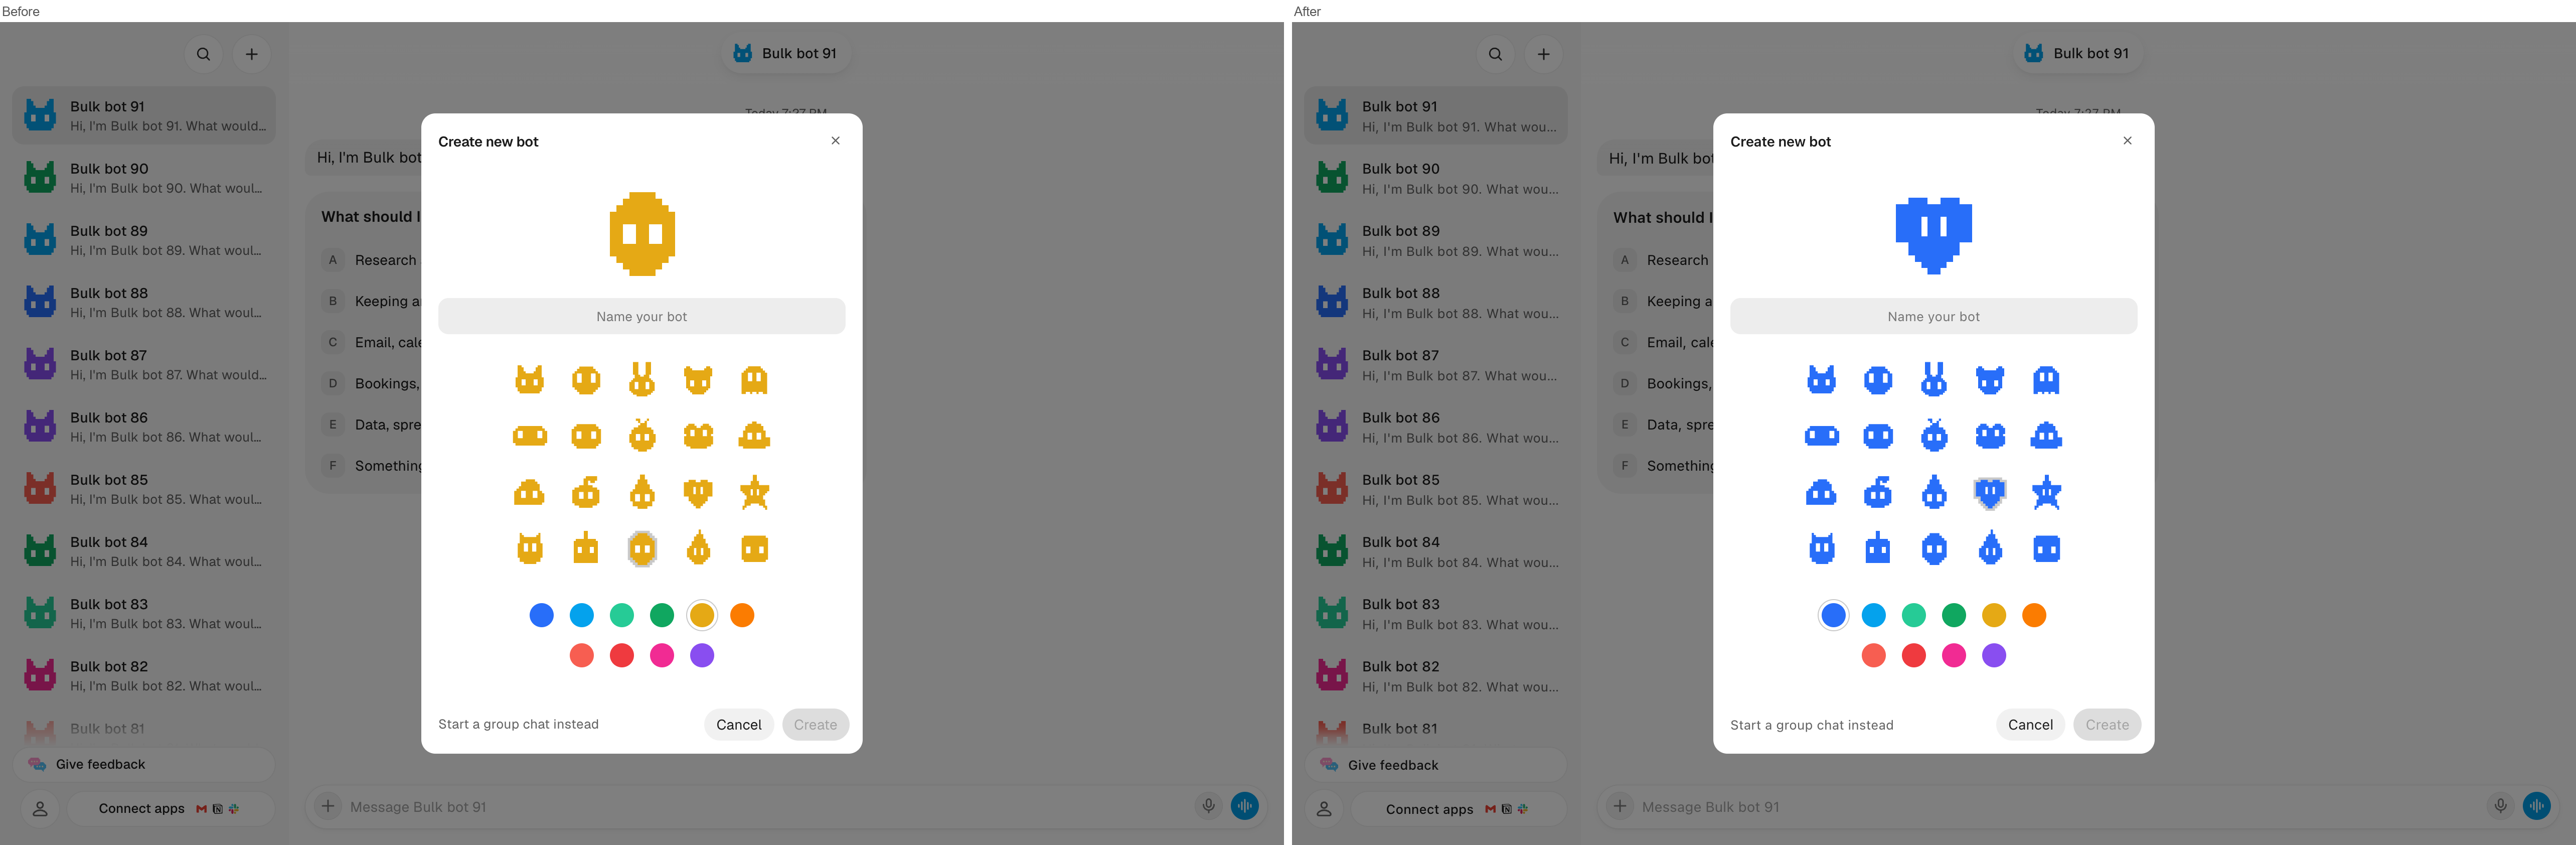 Before
Bulk bot 91
Bulk bot 91
Hi, I'm Bulk bot 91. What would...
Bulk bot 90
Hi, I'm Bulk bot 90. What woul...
Bulk bot 89
Hi, I'm Bulk bot 89. What woul...
Bulk bot 88
Hi, I'm Bulk bot 88. What woul...
Bulk bot 87
Hi, I'm Bulk bot 87. What would...
Bulk bot 86
Hi, I'm Bulk bot 86. What woul...
Bulk bot 85
Hi, I'm Bulk bot 85. What woul...
Bulk bot 84
Hi, I'm Bulk bot 84. What woul...
Bulk bot 83
Hi, I'm Bulk bot 83. What woul...
Bulk bot 82
Hi, I'm Bulk bot 82. What woul...
Bulk bot 81
Give feedback
Connect apps
Today 7:27 PM
Hi, I'm Bulk bot
What should I
A Research
B Keeping a
C Email, cale
D Bookings,
E Data, spre
F Something
Message Bulk bot 91
Create new bot
Name your bot
Start a group chat instead
Cancel
Create
After
Bulk bot 91
Bulk bot 91
Hi, I'm Bulk bot 91. What wou...
Bulk bot 90
Hi, I'm Bulk bot 90. What wou...
Bulk bot 89
Hi, I'm Bulk bot 89. What wou...
Bulk bot 88
Hi, I'm Bulk bot 88. What wou...
Bulk bot 87
Hi, I'm Bulk bot 87. What wou...
Bulk bot 86
Hi, I'm Bulk bot 86. What wou...
Bulk bot 85
Hi, I'm Bulk bot 85. What wou...
Bulk bot 84
Hi, I'm Bulk bot 84. What wou...
Bulk bot 83
Hi, I'm Bulk bot 83. What wou...
Bulk bot 82
Hi, I'm Bulk bot 82. What wou...
Bulk bot 81
Give feedback
Connect apps
Today 7:27 PM
Hi, I'm Bulk bot
What should I
A Research
B Keeping a
C Email, cale
D Bookings,
E Data, spre
F Something
Message Bulk bot 91
Create new bot
Name your bot
Start a group chat instead
Cancel
Create